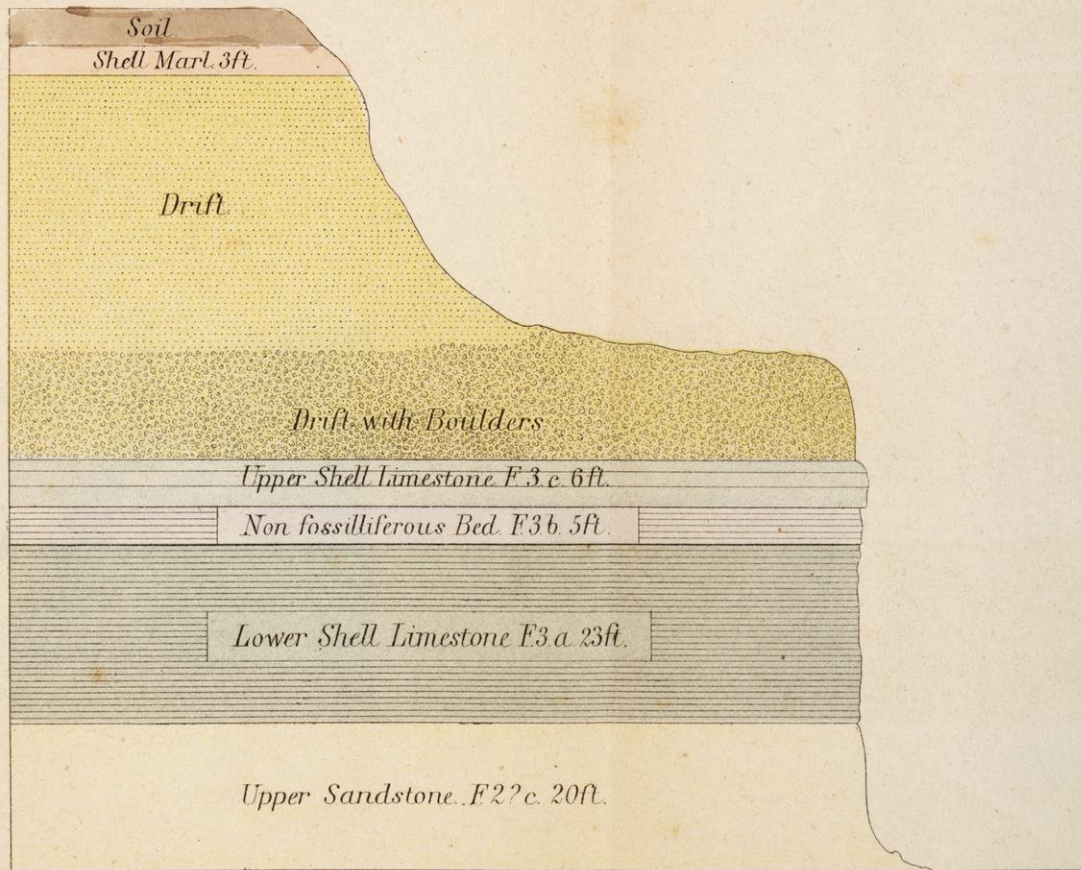 Soil.
Shell Marl. 3ft.
Drift.
Drift with Boulders
Upper Shell Limestone F.3.c. 6ft.
Non fossilliferous Bed. F.3.b. 5ft.
Lower Shell Limestone F.3.a. 23ft.
Upper Sandstone. F.2?c. 20ft.